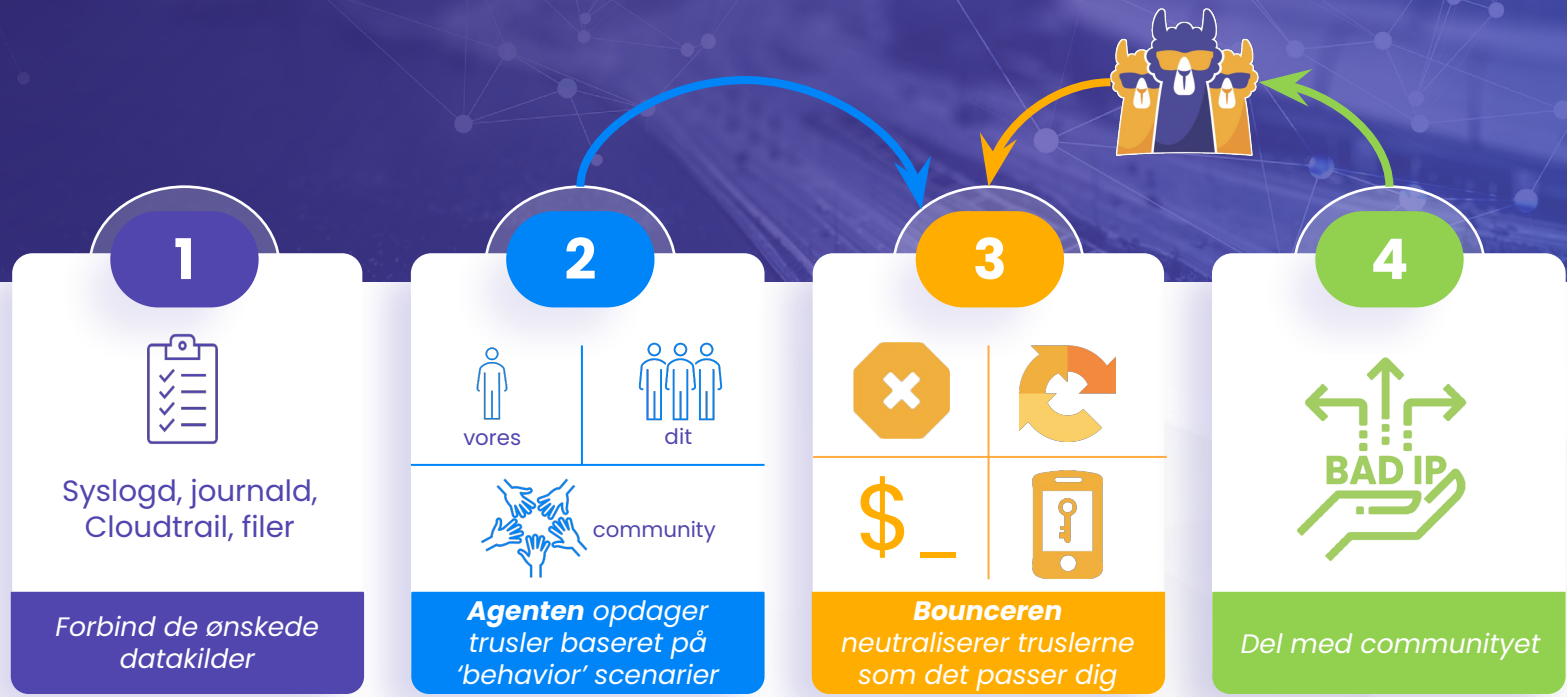 1
Syslogd, journald,
Cloudtrail, filer
Forbind de ønskede
datakilder
2
vores
dit
community
Agenten opdager
trusler baseret på
‘behavior’ scenarier
3
$_
Bounceren
neutraliserer truslerne
som det passer dig
4
BAD IP
Del med communityet